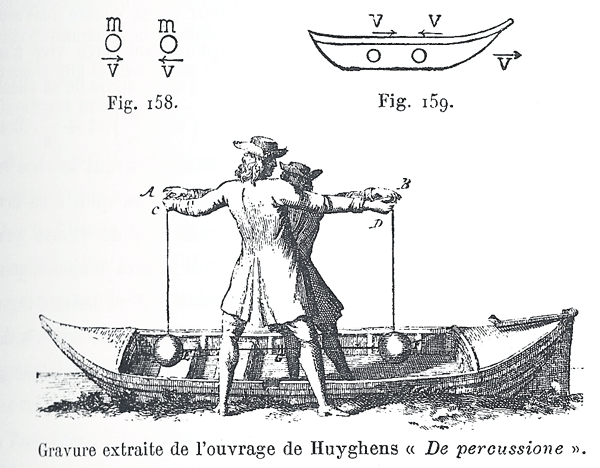 m m
V V
Fig. 158.
V V
V
Fig. 159.
A B
C D
Gravure extraite de l'ouvrage de Huyghens « De percussione ».